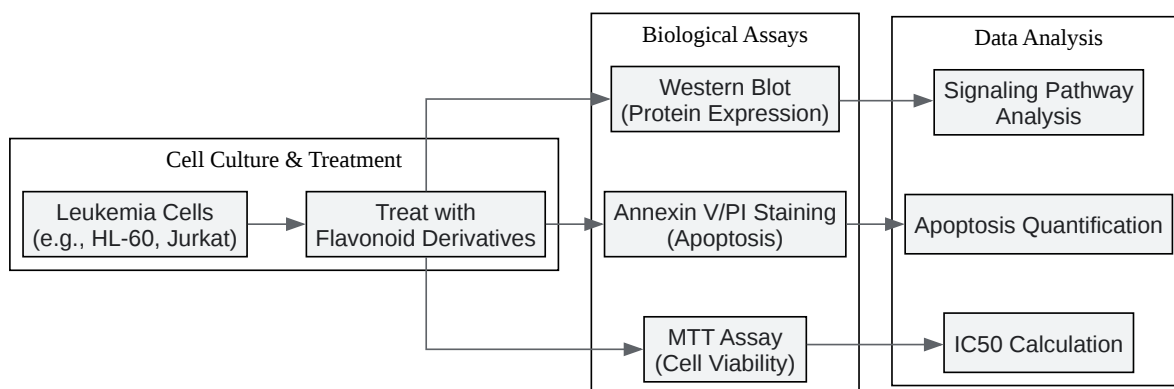 Cell Culture & Treatment
Leukemia Cells
(e.g., HL-60, Jurkat)
Treat with
Flavonoid Derivatives
Biological Assays
Western Blot
(Protein Expression)
Annexin V/PI Staining
(Apoptosis)
MTT Assay
(Cell Viability)
Data Analysis
Signaling Pathway
Analysis
Apoptosis Quantification
IC50 Calculation